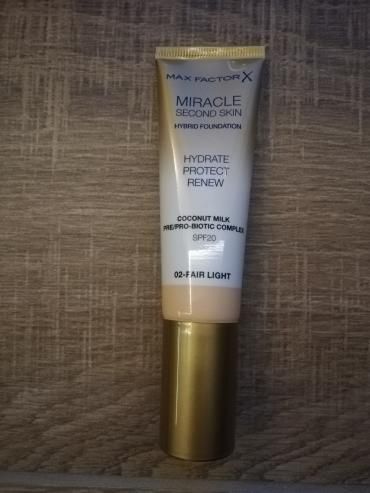 MAX FACTOR X
MIRACLE
SECOND SKIN
HYBRID FOUNDATION
HYDRATE
PROTECT
RENEW
COCONUT MILK
PRE/PRO-BIOTIC COMPLEX
SPF20
02-FAIR LIGHT